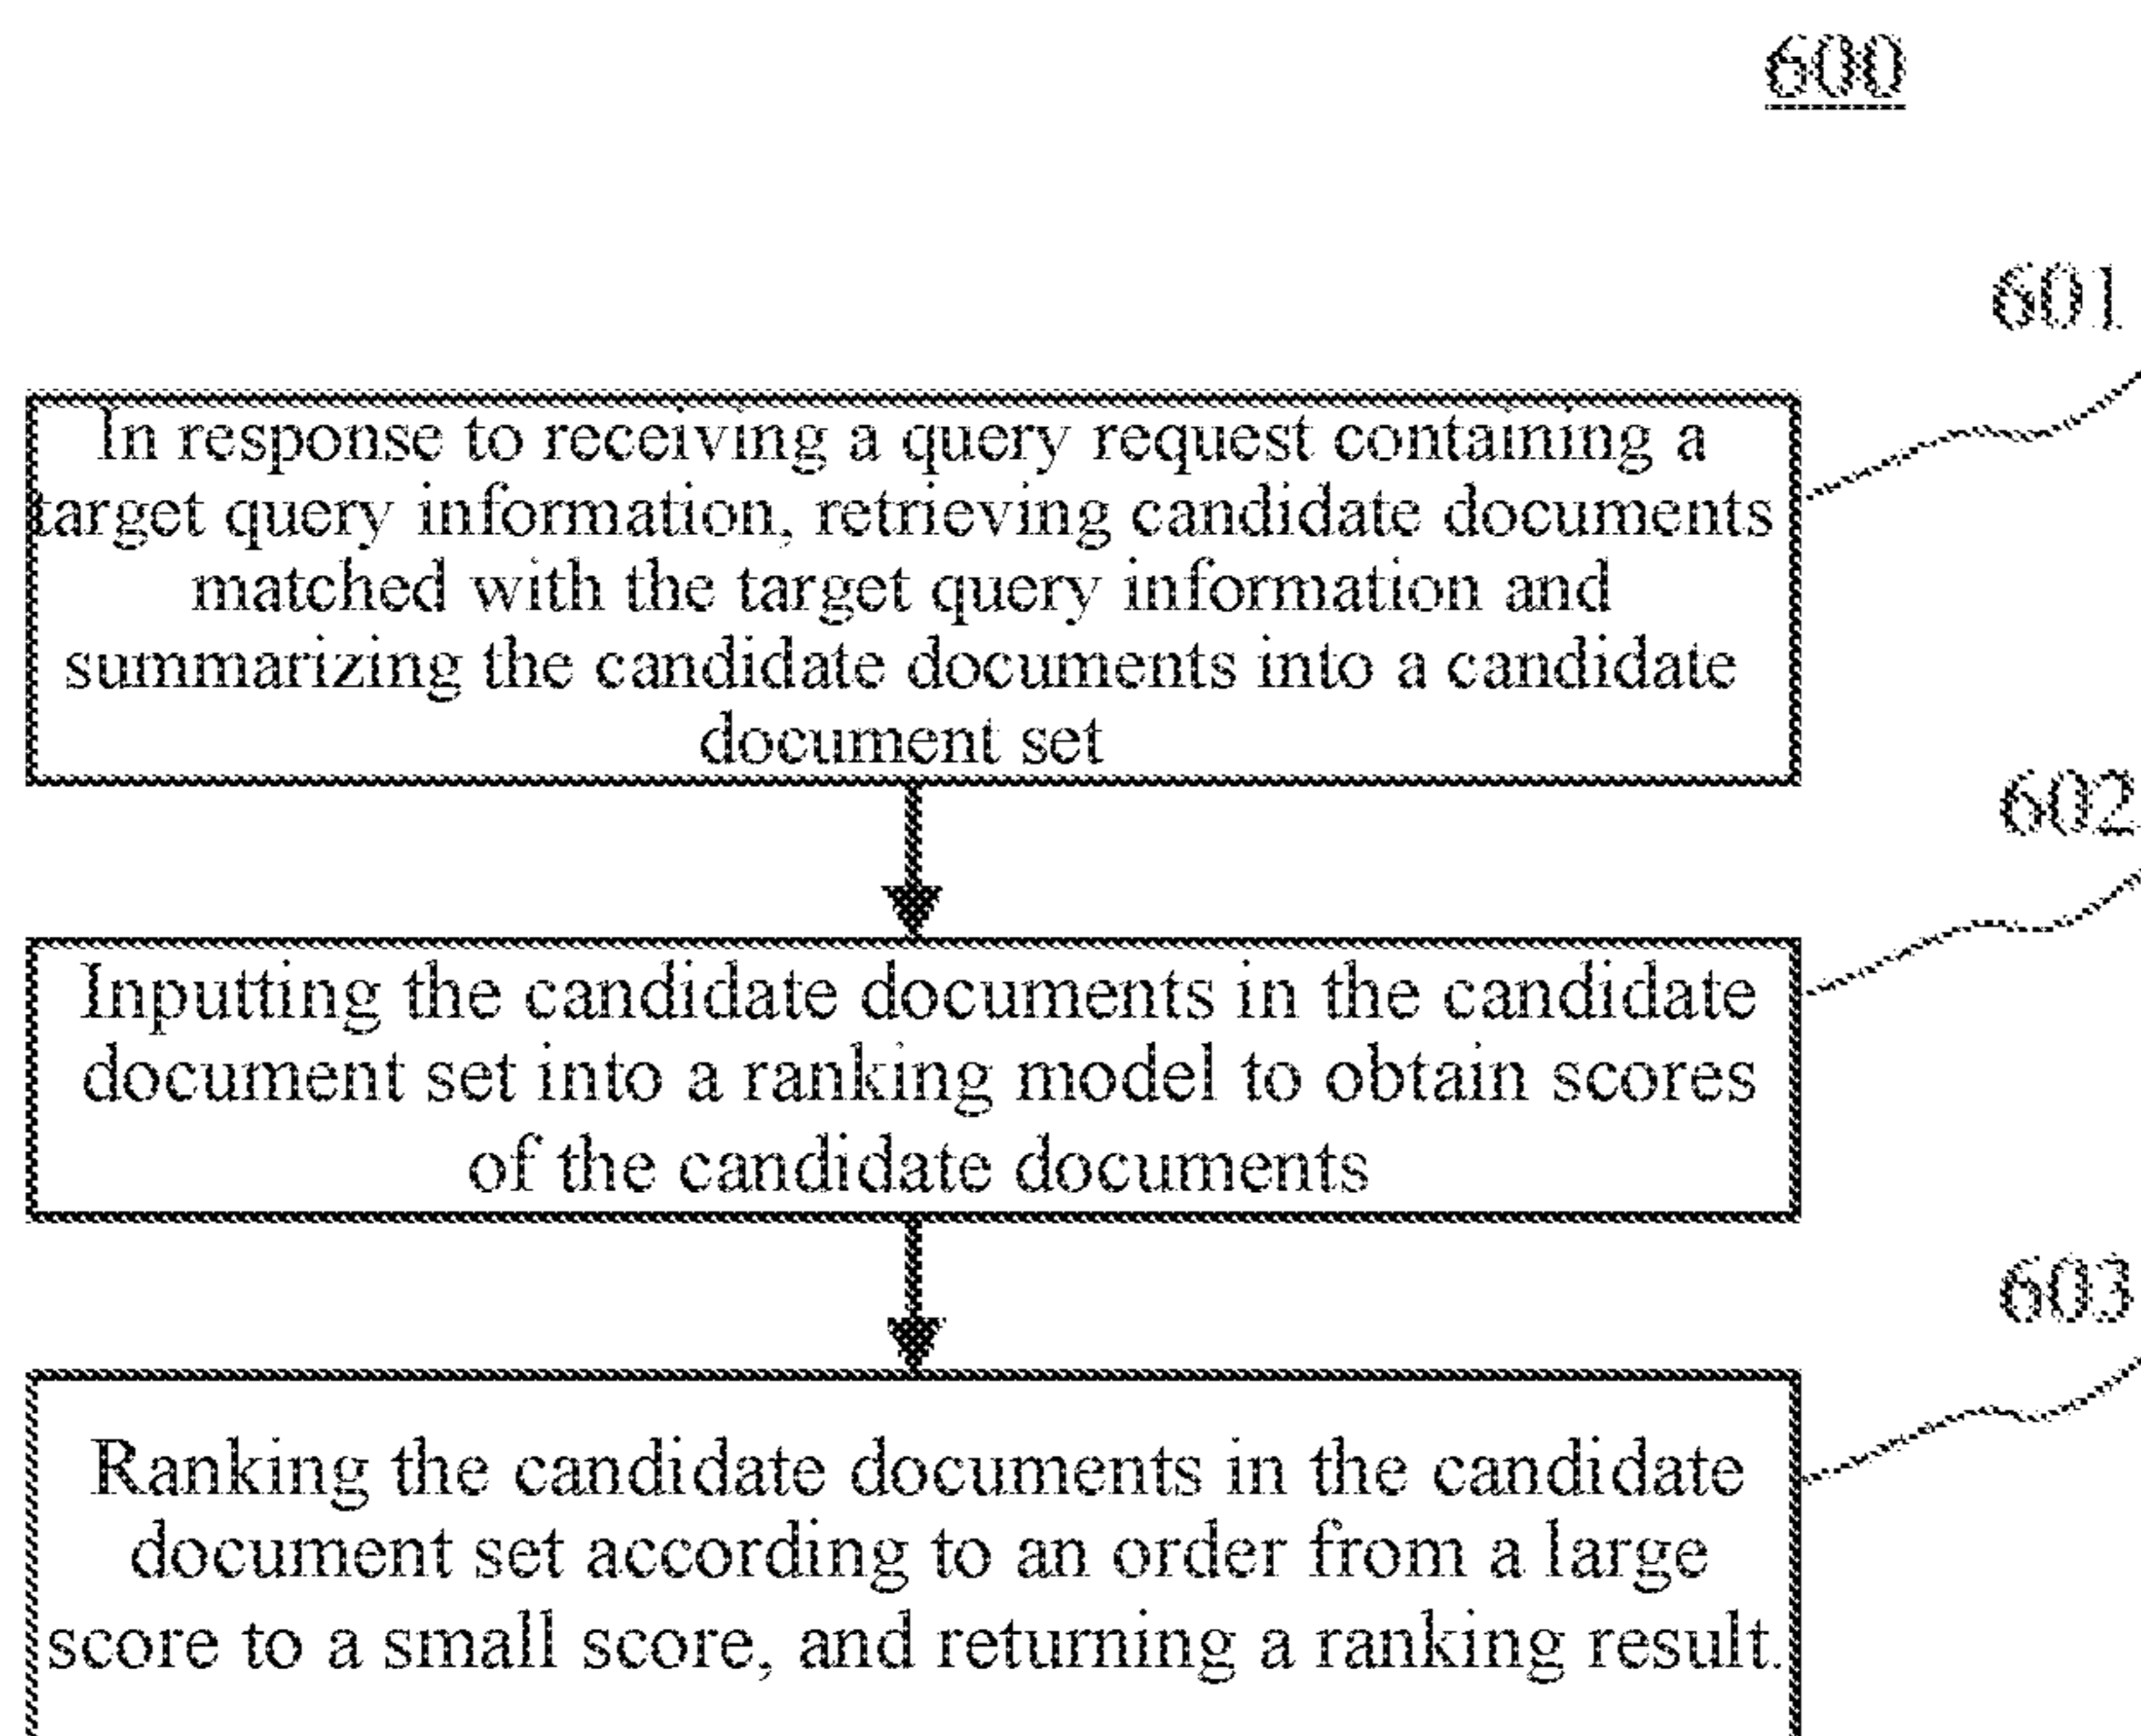 600
601
In response to receiving a query request containing a
target query information, retrieving candidate documents
matched with the target query information and
summarizing the candidate documents into a candidate
document set
602
Inputting the candidate documents in the candidate
document set into a ranking model to obtain scores
of the candidate documents
603
Ranking the candidate documents in the candidate
document set according to an order from a large
score to a small score, and returning a ranking result.